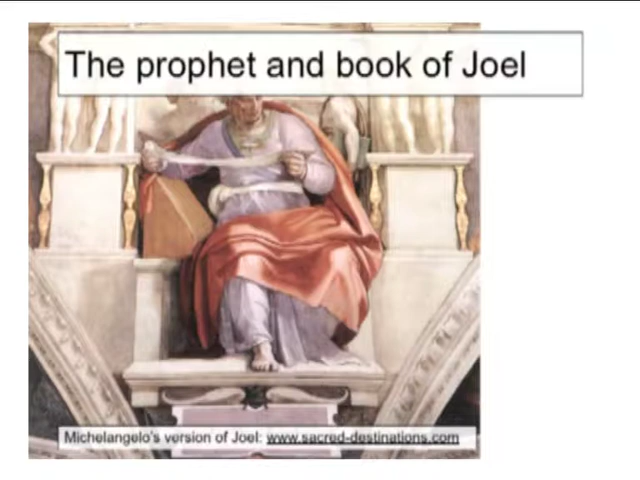 The prophet and book of Joel
Michelangelo's version of Joel: www.sacred-destinations.com